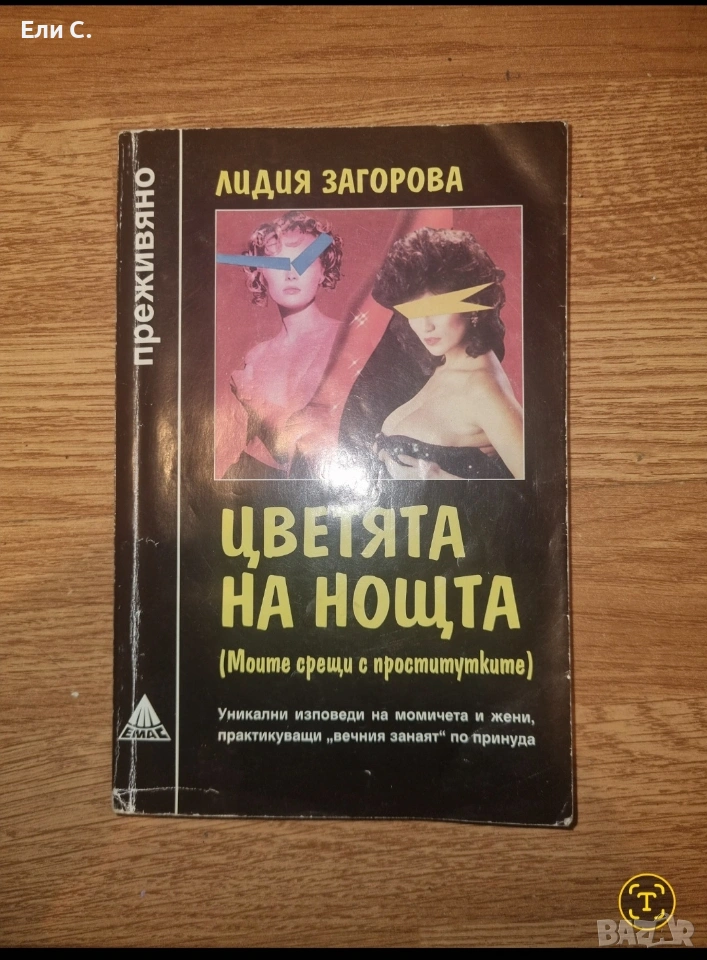 Ели С.
преживяно
ЛИДИЯ ЗАГОРОВА
ЦВЕТЯТА
НА НОЩТА
(Моите срещи с проститутките)
Уникални изповеди на момичета и жени,
практикуващи „вечния занаят“ по принуда
ЕМАС
T
BAZAR